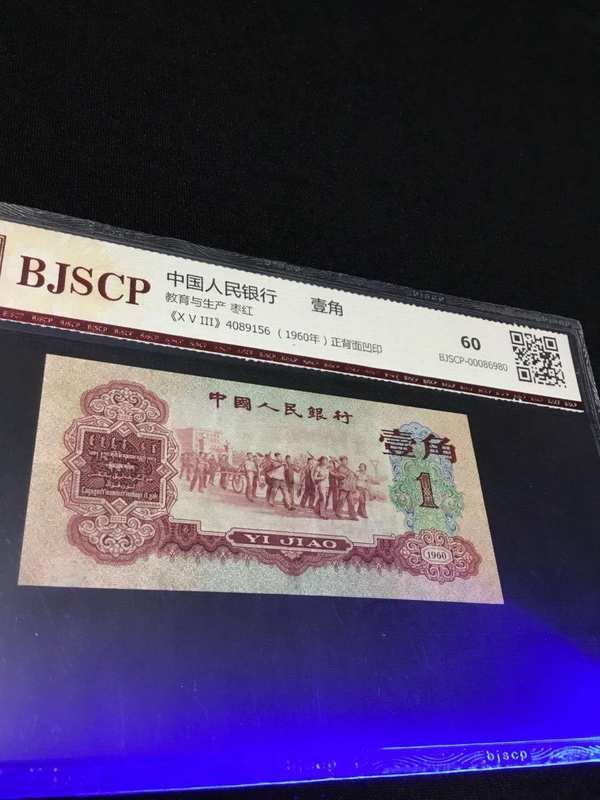 BJSCP
中国人民银行 壹角
教育与生产 枣红
《X V III》4089156 （1960年）正背面凹印
60
BJSCP-00086980
中國人民銀行
壹角
1
YI JIAO
1960
bjscp